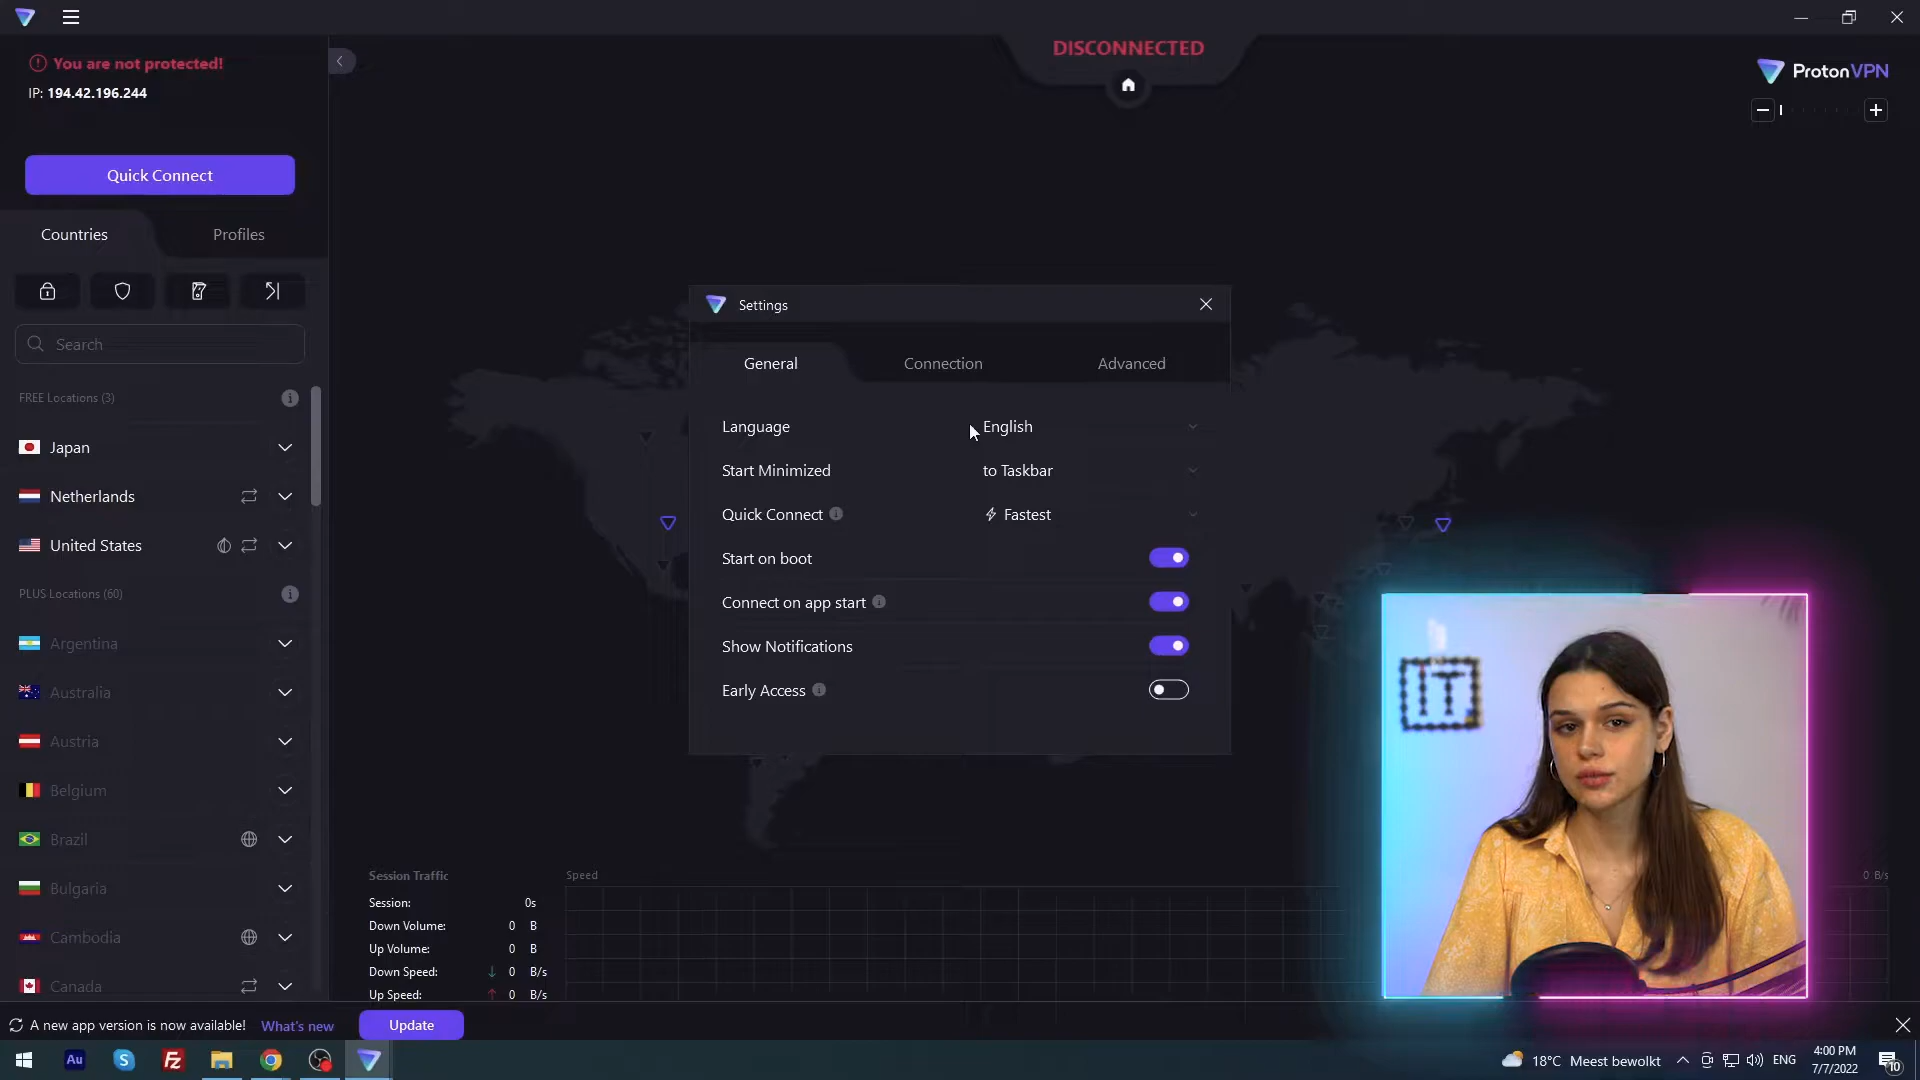 You are not protected!
IP: 194.42.196.244
Quick Connect
Countries
Profiles
Search
FREE Locations (3)
Japan
Netherlands
United States
PLUS Locations (60)
Argentina
Australia
Austria
Belgium
Brazil
Bulgaria
Cambodia
Canada
DISCONNECTED
ProtonVPN
Settings
General
Connection
Advanced
Language English
Start Minimized to Taskbar
Quick Connect Fastest
Start on boot
Connect on app start
Show Notifications
Early Access
IT
Session Traffic
Session: 0s
Down Volume: 0 B
Up Volume: 0 B
Down Speed: 0 B/s
Up Speed: 0 B/s
Speed
0 B/s
A new app version is now available! What's new Update
Au
S
Fz
18°C Meest bewolkt
ENG
4:00 PM
7/7/2022
10